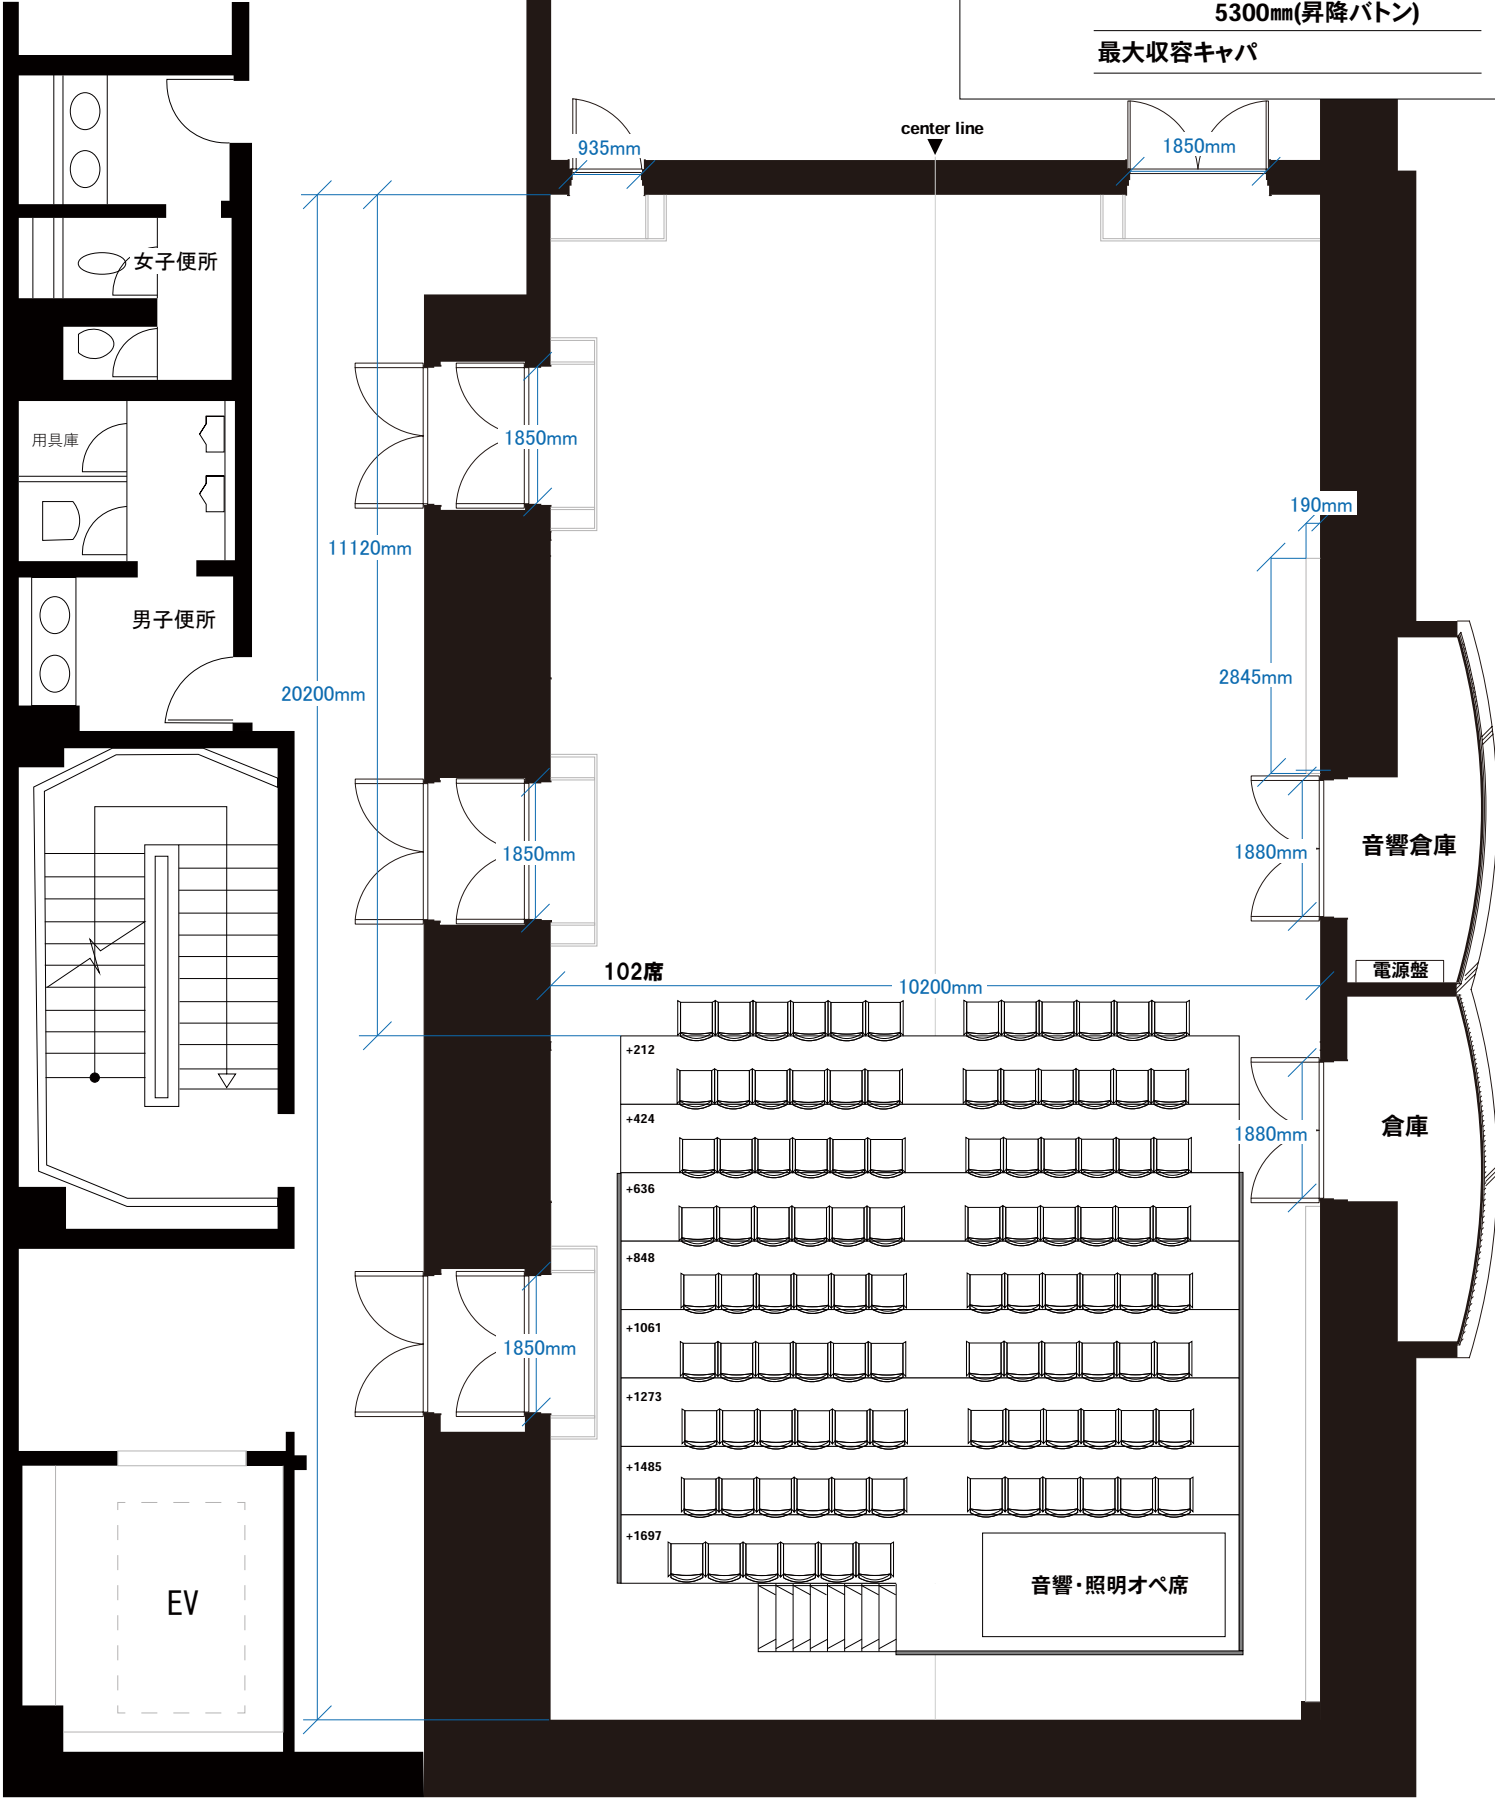 5300㎜(昇降バトン)
最大収容キャパ
center line
935mm
1850mm
女子便所
1850mm
用具庫
190mm
11120mm
男子便所
2845mm
20200mm
1850mm
1880mm
音響倉庫
102席
電源盤
10200mm
+212
+424
1880mm
倉庫
+636
+848
+1061
1850mm
+1273
+1485
+1697
音響・照明オペ席
EV